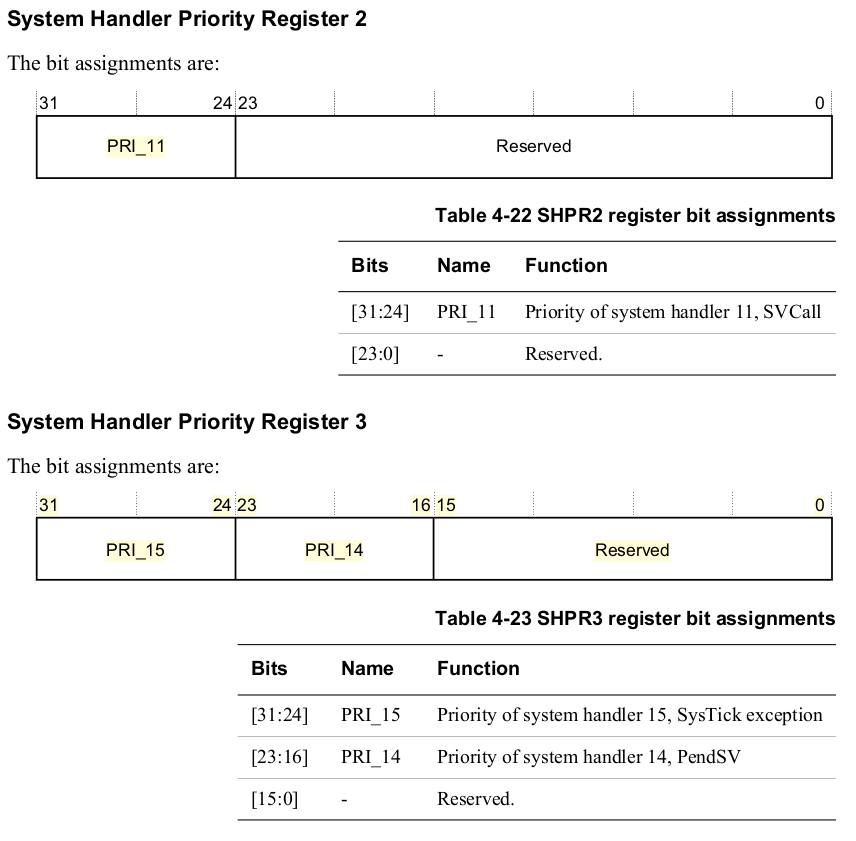 System Handler Priority Register 2
The bit assignments are:
31 24 23 0
PRI_11 Reserved
Table 4-22 SHPR2 register bit assignments
Bits Name Function
[31:24] PRI_11 Priority of system handler 11, SVCall
[23:0] - Reserved.
System Handler Priority Register 3
The bit assignments are:
31 24 23 16 15 0
PRI_15 PRI_14 Reserved
Table 4-23 SHPR3 register bit assignments
Bits Name Function
[31:24] PRI_15 Priority of system handler 15, SysTick exception
[23:16] PRI_14 Priority of system handler 14, PendSV
[15:0] - Reserved.